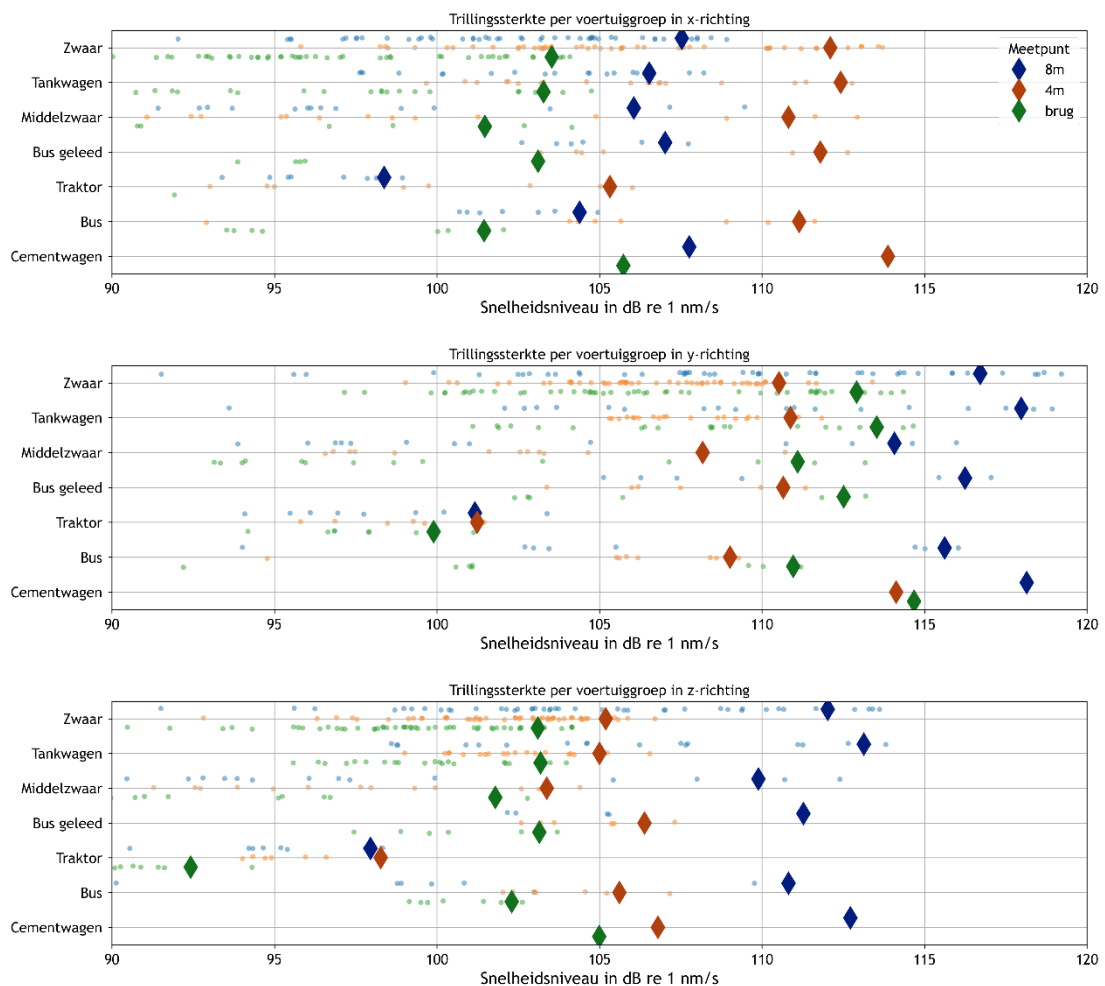 Trillingssterkte per voertuiggroep in x-richting
Zwaar
Tankwagen
Middelzwaar
Bus geleed
Traktor
Bus
Cementwagen
Meetpunt
8m
4m
brug
90 95 100 105 110 115 120
Snelheidsniveau in dB re 1 nm/s
Trillingssterkte per voertuiggroep in y-richting
Zwaar
Tankwagen
Middelzwaar
Bus geleed
Traktor
Bus
Cementwagen
90 95 100 105 110 115 120
Snelheidsniveau in dB re 1 nm/s
Trillingssterkte per voertuiggroep in z-richting
Zwaar
Tankwagen
Middelzwaar
Bus geleed
Traktor
Bus
Cementwagen
90 95 100 105 110 115 120
Snelheidsniveau in dB re 1 nm/s